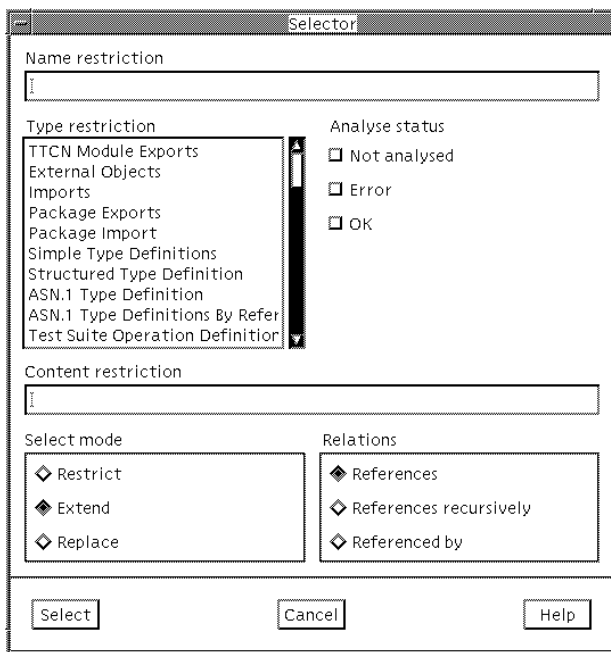 Selector
Name restriction
Type restriction
TTCN Module Exports
External Objects
Imports
Package Exports
Package Import
Simple Type Definitions
Structured Type Definition
ASN.1 Type Definition
ASN.1 Type Definitions By Refer
Test Suite Operation Definition
Analyse status
Not analysed
Error
OK
Content restriction
Select mode
Restrict
Extend
Replace
Relations
References
References recursively
Referenced by
Select
Cancel
Help